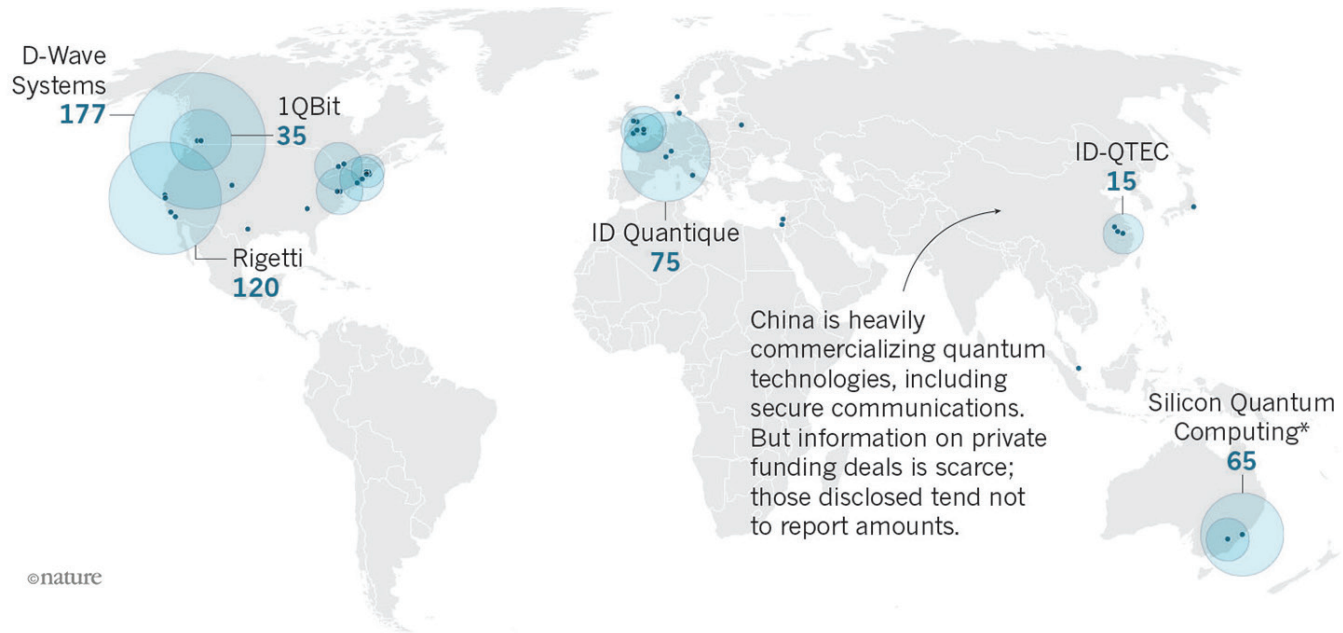 D-Wave
Systems
177
1QBit
35
Rigetti
120
ID Quantique
75
ID-QTEC
15
China is heavily
commercializing quantum
technologies, including
secure communications.
But information on private
funding deals is scarce;
those disclosed tend not
to report amounts.
Silicon Quantum
Computing*
65
©nature